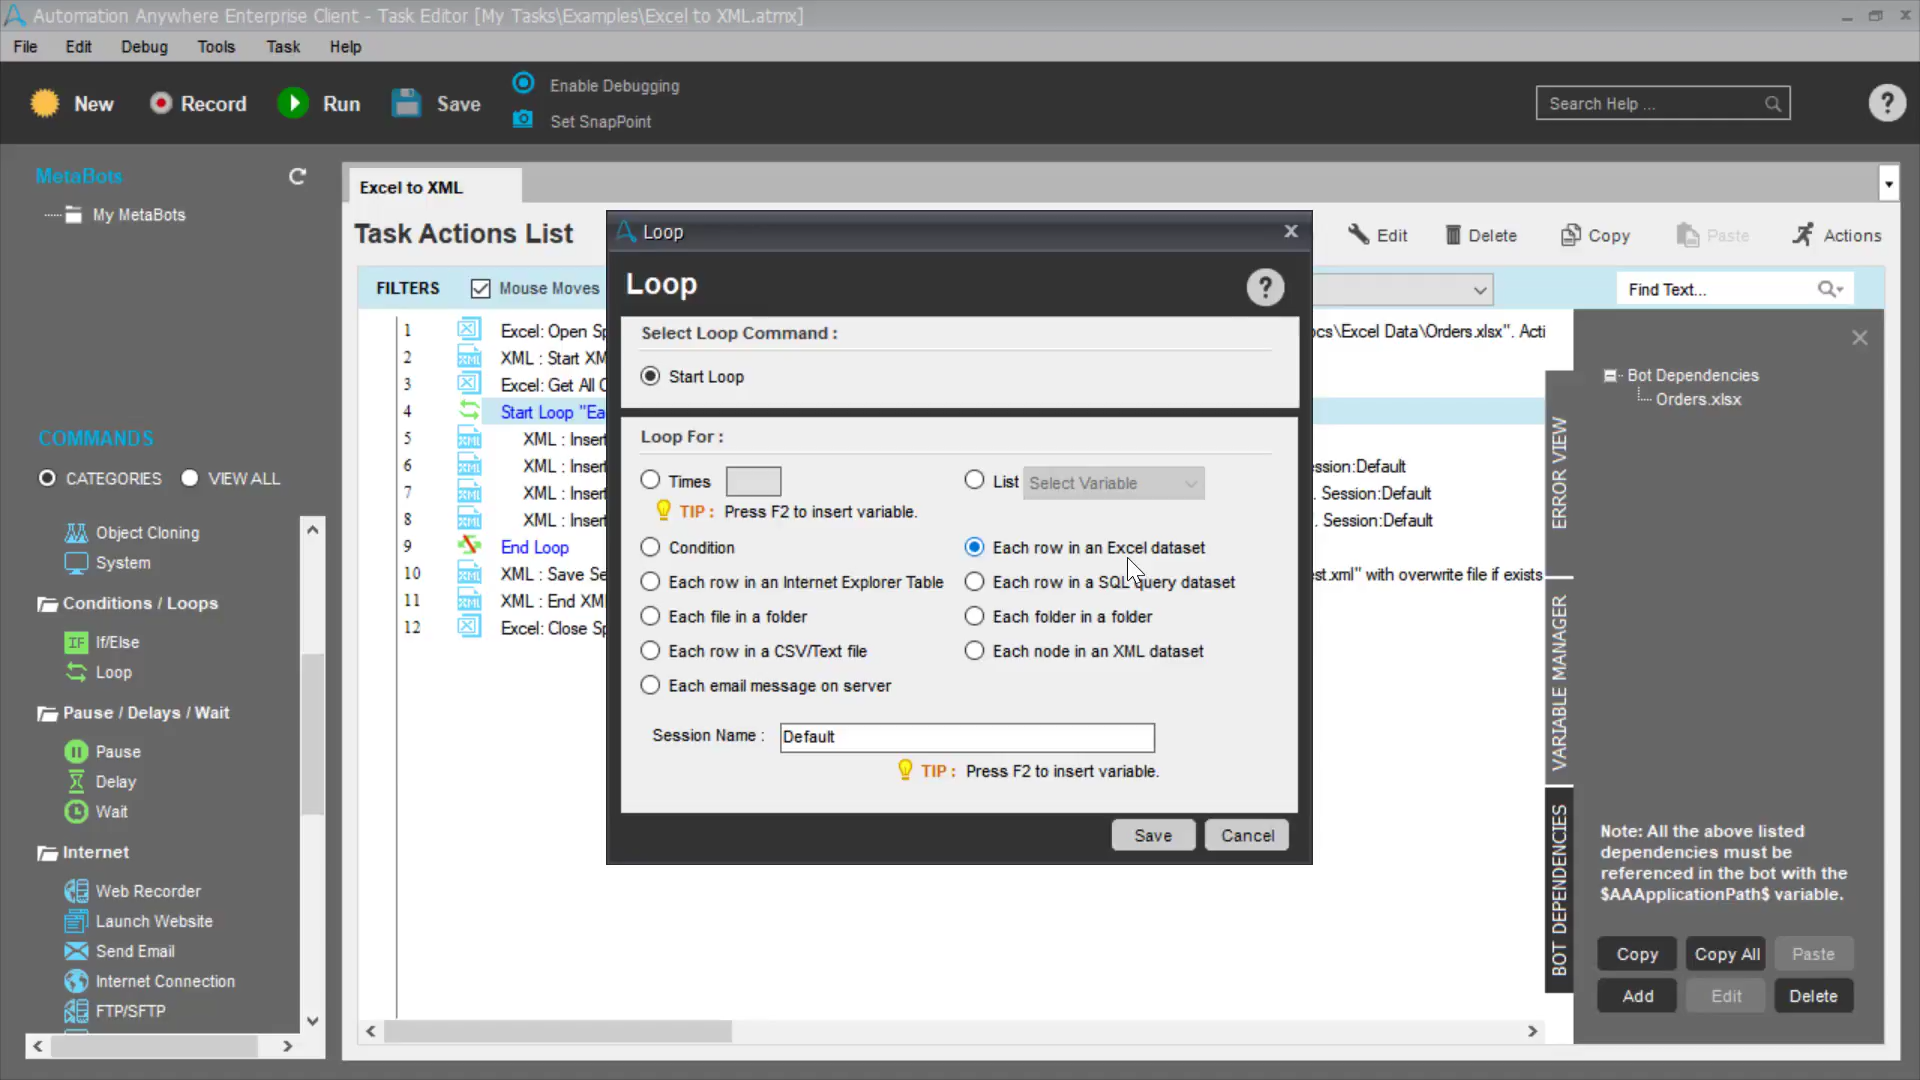 Automation Anywhere Enterprise Client - Task Editor [My Tasks\Examples\Excel to XML.atmx]
File Edit Debug Tools Task Help
New Record Run Save Enable Debugging
Set SnapPoint
Search Help ...
?
MetaBots
My MetaBots
COMMANDS
CATEGORIES VIEW ALL
Object Cloning
System
Conditions / Loops
IF If/Else
Loop
Pause / Delays / Wait
Pause
Delay
Wait
Internet
Web Recorder
Launch Website
Send Email
Internet Connection
FTP/SFTP
Excel to XML
Task Actions List
Edit Delete Copy Paste Actions
FILTERS Mouse Moves
Find Text...
1 Excel: Open Sp
ocs\Excel Data\Orders.xlsx". Acti
2 XML : Start XM
3 Excel: Get All C
4 Start Loop "Ea
5 XML : Insert
6 XML : Insert
ssion:Default
7 XML : Insert
. Session:Default
8 XML : Insert
. Session:Default
9 End Loop
10 XML : Save Se
est.xml" with overwrite file if exists
11 XML : End XM
12 Excel: Close Sp
Loop
Loop
?
Select Loop Command :
Start Loop
Loop For :
Times
List Select Variable
TIP : Press F2 to insert variable.
Condition
Each row in an Excel dataset
Each row in an Internet Explorer Table
Each row in a SQL query dataset
Each file in a folder
Each folder in a folder
Each row in a CSV/Text file
Each node in an XML dataset
Each email message on server
Session Name : Default
TIP : Press F2 to insert variable.
Save Cancel
ERROR VIEW
VARIABLE MANAGER
BOT DEPENDENCIES
Bot Dependencies
Orders.xlsx
Note: All the above listed
dependencies must be
referenced in the bot with the
$AAApplicationPath$ variable.
Copy Copy All Paste
Add Edit Delete